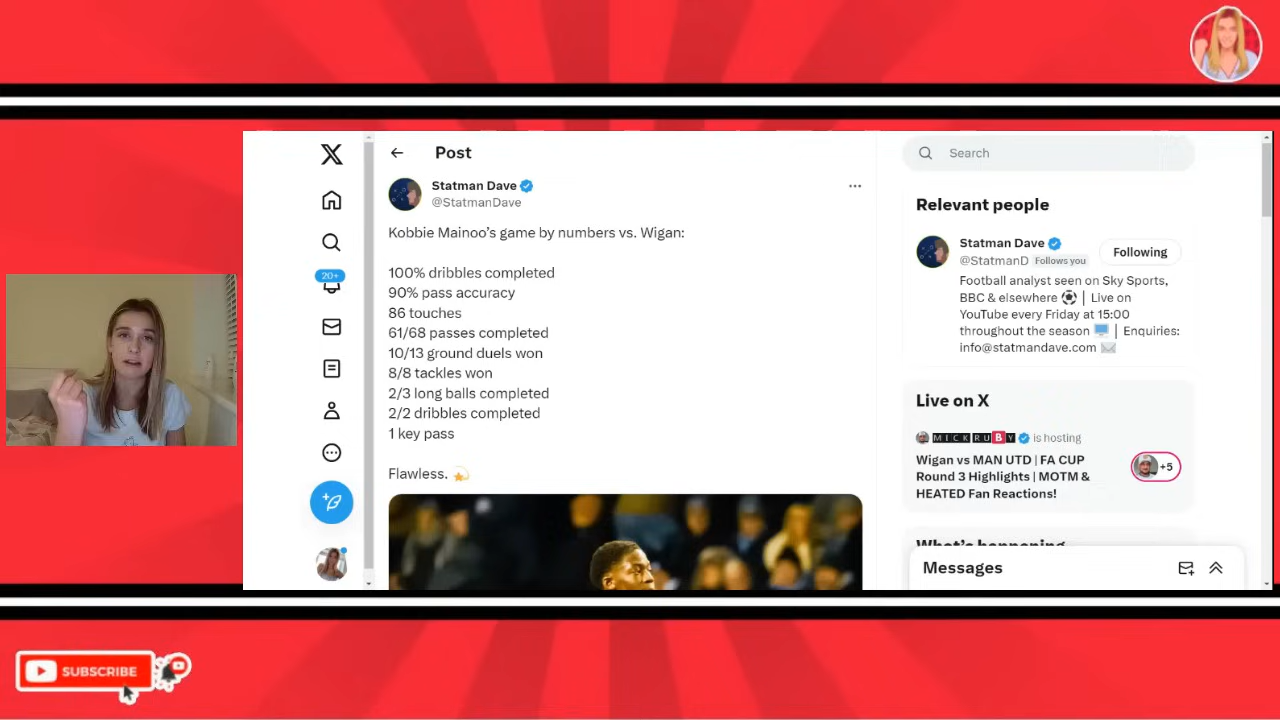 Post
Statman Dave
@StatmanDave
Kobbie Mainoo's game by numbers vs. Wigan:
100% dribbles completed
90% pass accuracy
86 touches
61/68 passes completed
10/13 ground duels won
8/8 tackles won
2/3 long balls completed
2/2 dribbles completed
1 key pass
Flawless.
20+
Search
Relevant people
Statman Dave
@StatmanD Follows you
Following
Football analyst seen on Sky Sports,
BBC & elsewhere ⚽ | Live on
YouTube every Friday at 15:00
throughout the season 🖥️ | Enquiries:
info@statmandave.com ✉️
Live on X
MICKRUBY is hosting
Wigan vs MAN UTD | FA CUP
Round 3 Highlights | MOTM &
HEATED Fan Reactions!
+5
What's happening
Messages
SUBSCRIBE